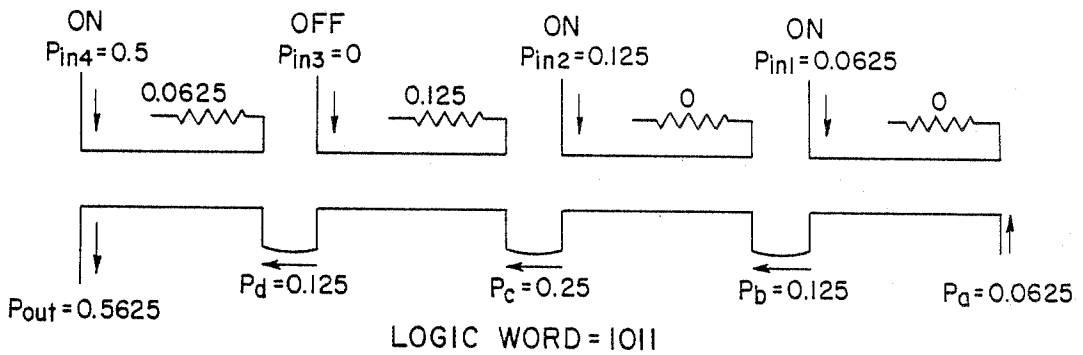 ON OFF ON ON
Pin4=0.5 Pin3=0 Pin2=0.125 Pin1=0.0625
0.0625 0.125 0 0
Pd=0.125 Pc=0.25 Pb=0.125 Pa=0.0625
Pout=0.5625
LOGIC WORD=1011